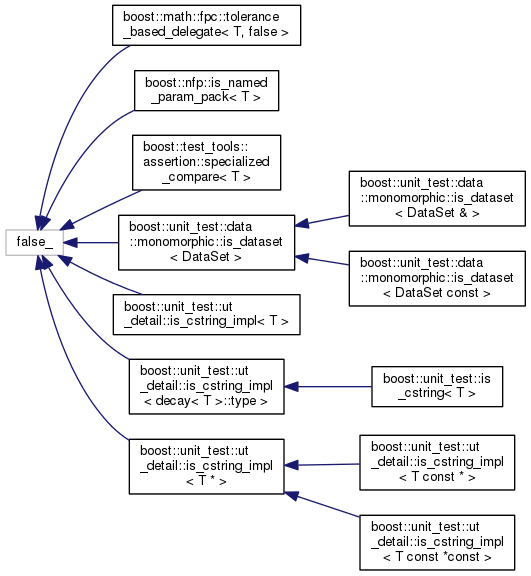 boost::math::fpc::tolerance
_based_delegate< T, false >
boost::nfp::is_named
_param_pack< T >
boost::test_tools::
assertion::specialized
_compare< T >
false_
boost::unit_test::data
::monomorphic::is_dataset
< DataSet >
boost::unit_test::data
::monomorphic::is_dataset
< DataSet & >
boost::unit_test::data
::monomorphic::is_dataset
< DataSet const >
boost::unit_test::ut
_detail::is_cstring_impl< T >
boost::unit_test::ut
_detail::is_cstring_impl
< decay< T >::type >
boost::unit_test::is
_cstring< T >
boost::unit_test::ut
_detail::is_cstring_impl
< T * >
boost::unit_test::ut
_detail::is_cstring_impl
< T const * >
boost::unit_test::ut
_detail::is_cstring_impl
< T const *const >